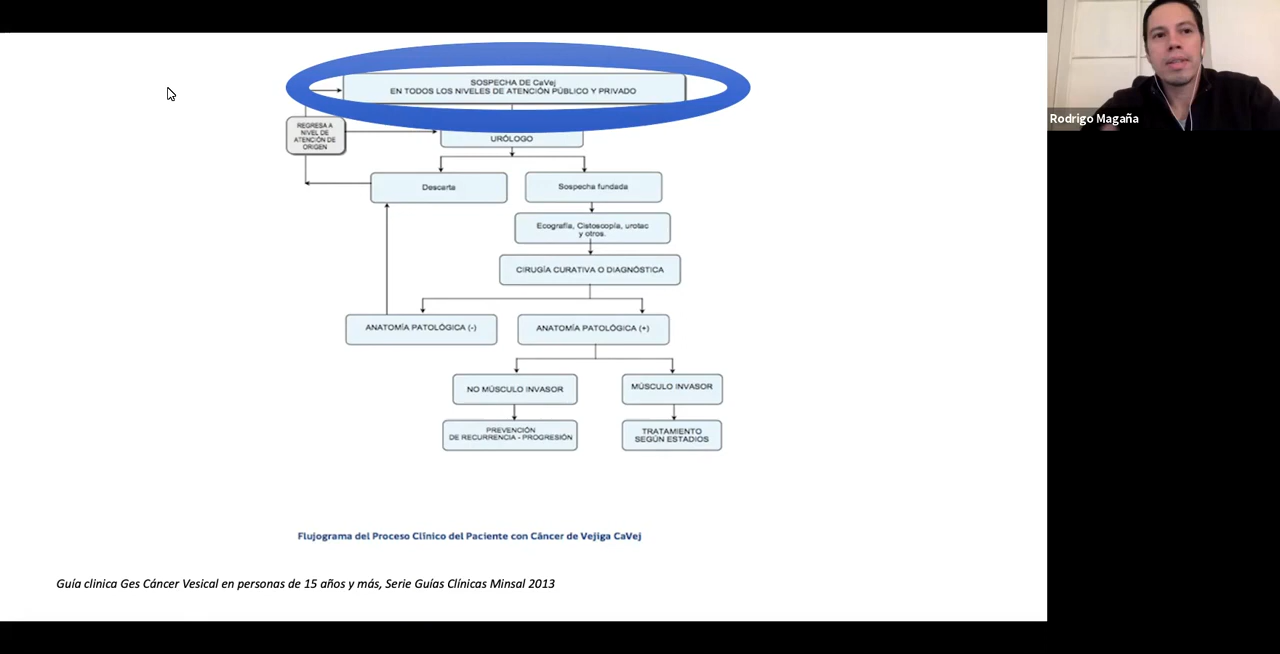 SOSPECHA DE CaVej
EN TODOS LOS NIVELES DE ATENCIÓN PÚBLICO Y PRIVADO
Rodrigo Magaña
REGRESA A
NIVEL DE
ATENCIÓN DE
ORIGEN
URÓLOGO
Descarta
Sospecha fundada
Ecografía, Cistoscopía, urotac
y otros.
CIRUGÍA CURATIVA O DIAGNÓSTICA
ANATOMÍA PATOLÓGICA (-)
ANATOMÍA PATOLÓGICA (+)
NO MÚSCULO INVASOR
MÚSCULO INVASOR
PREVENCIÓN
DE RECURRENCIA - PROGRESIÓN
TRATAMIENTO
SEGÚN ESTADIOS
Flujograma del Proceso Clínico del Paciente con Cáncer de Vejiga CaVej
Guía clinica Ges Cáncer Vesical en personas de 15 años y más, Serie Guías Clínicas Minsal 2013